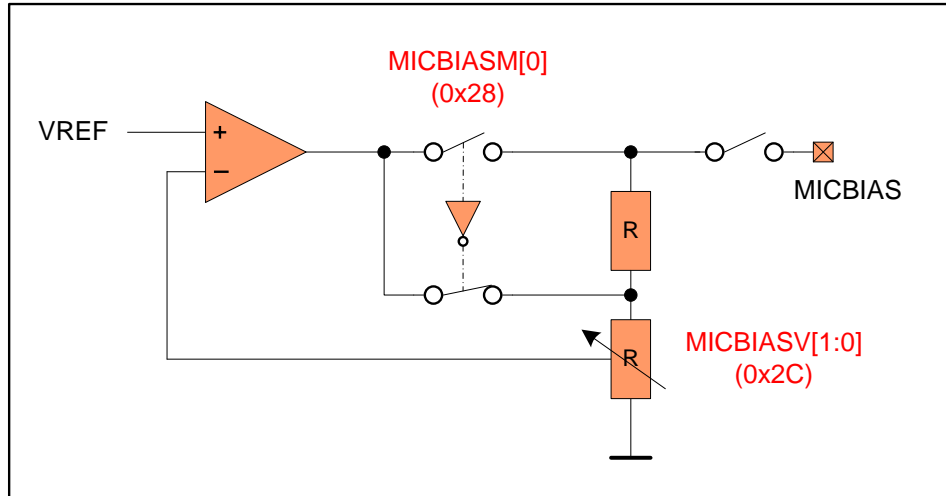 MICBIASM[0]
(0x28)
VREF
+
−
MICBIAS
R
R
MICBIASV[1:0]
(0x2C)